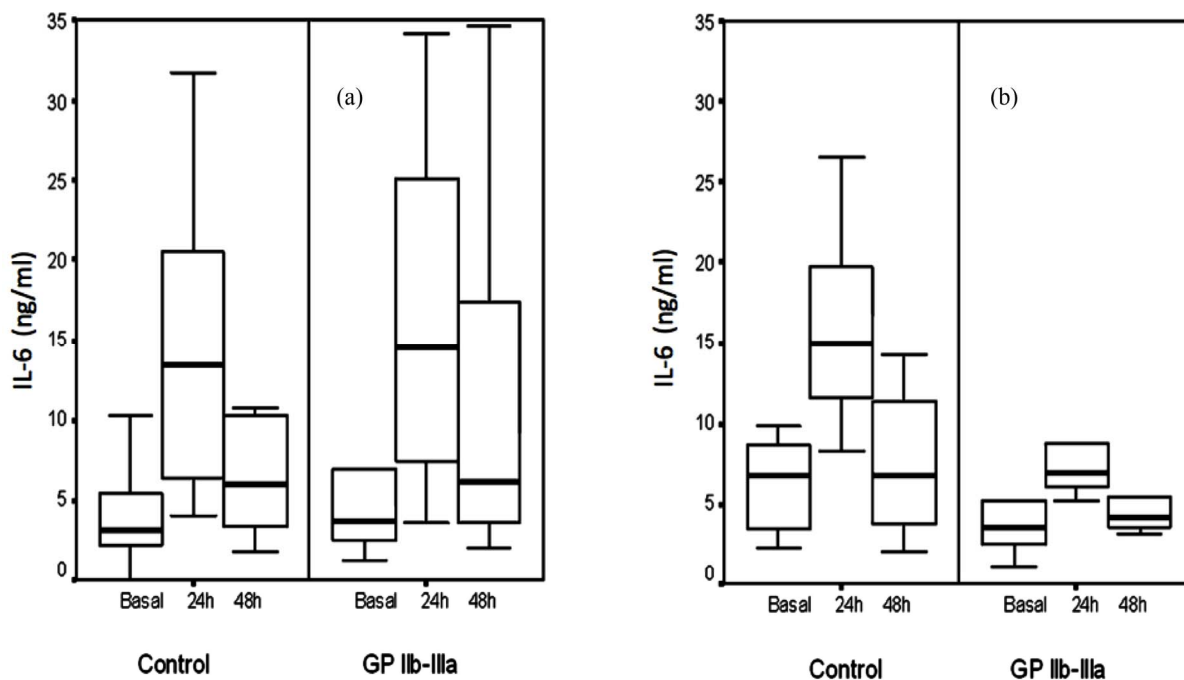 35
30
25
20
15
10
5
0
IL-6 (ng/ml)
(a)
Basal 24h 48h Basal 24h 48h
Control GP IIb-IIIa
35
30
25
20
15
10
5
0
IL-6 (ng/ml)
(b)
Basal 24h 48h Basal 24h 48h
Control GP IIb-IIIa